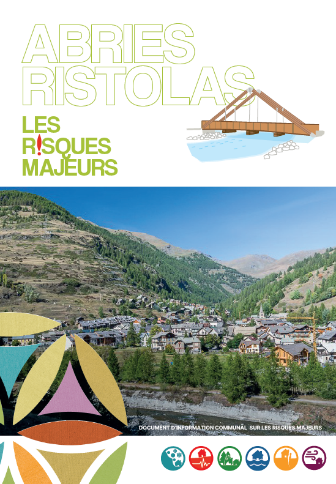 ABRIES
RISTOLAS
LES
R!SQUES
MAJEURS
DOCUMENT D'INFORMATION COMMUNAL SUR LES RISQUES MAJEURS